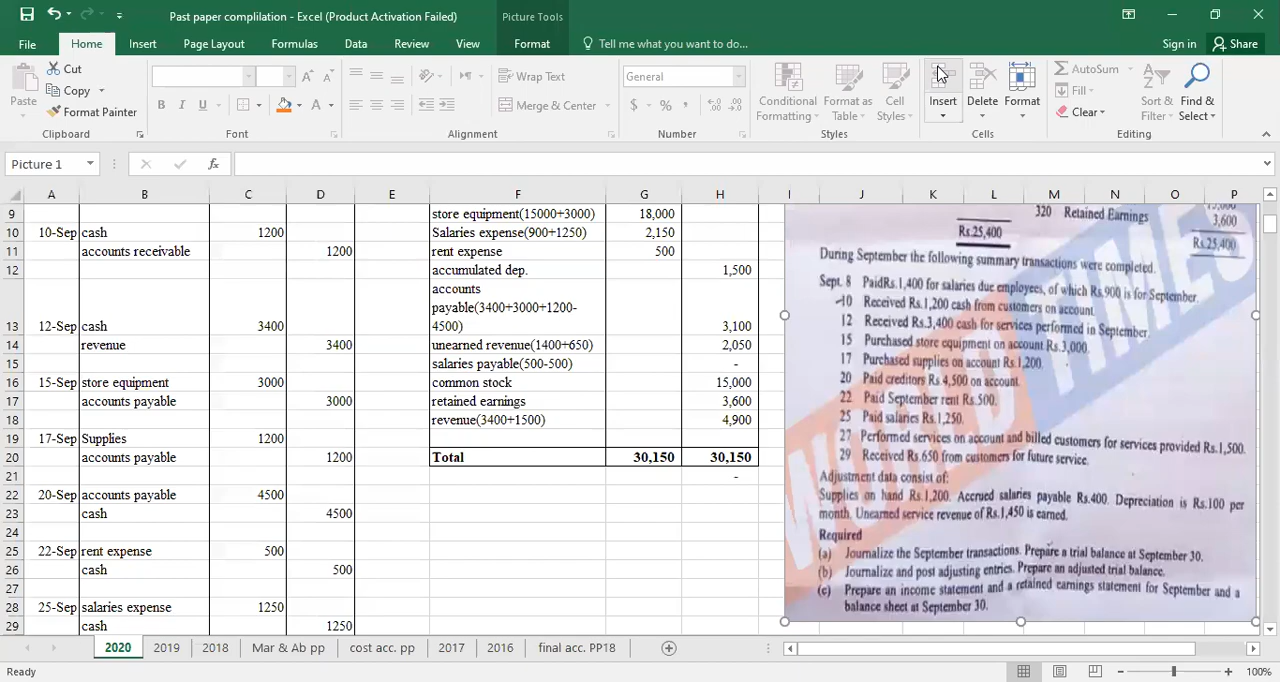 Past paper complilation - Excel (Product Activation Failed)
Picture Tools
File
Home
Insert
Page Layout
Formulas
Data
Review
View
Format
Tell me what you want to do...
Sign in
Share
Paste
Cut
Copy
Format Painter
Clipboard
B I U
A A
A
Font
Wrap Text
Merge & Center
Alignment
General
$ % ,
Number
Conditional Formatting
Format as Table
Cell Styles
Styles
Insert
Delete
Format
Cells
AutoSum
Fill
Clear
Sort & Filter
Find & Select
Editing
Picture 1
fx
A B C D E F G H I J K L M N O P
9 store equipment(15000+3000) 18,000
10 10-Sep cash 1200 Salaries expense(900+1250) 2,150
11 accounts receivable 1200 rent expense 500
12 accumulated dep. 1,500
accounts
payable(3400+3000+1200-
13 12-Sep cash 3400 4500) 3,100
14 revenue 3400 unearned revenue(1400+650) 2,050
15 salaries payable(500-500) -
16 15-Sep store equipment 3000 common stock 15,000
17 accounts payable 3000 retained earnings 3,600
18 revenue(3400+1500) 4,900
19 17-Sep Supplies 1200
20 accounts payable 1200 Total 30,150 30,150
21 -
22 20-Sep accounts payable 4500
23 cash 4500
24
25 22-Sep rent expense 500
26 cash 500
27
28 25-Sep salaries expense 1250
29 cash 1250
320 Retained Earnings 3,600
Rs.25,400 Rs.25,400
During September the following summary transactions were completed.
Sept. 8 PaidRs.1,400 for salaries due employees, of which Rs.900 is for September.
10 Received Rs.1,200 cash from customers on account.
12 Received Rs.3,400 cash for services performed in September.
15 Purchased store equipment on account Rs.3,000.
17 Purchased supplies on account Rs.1,200.
20 Paid creditors Rs.4,500 on account.
22 Paid September rent Rs.500.
25 Paid salaries Rs.1,250.
27 Performed services on account and billed customers for services provided Rs.1,500.
29 Received Rs.650 from customers for future service.
Adjustment data consist of:
Supplies on hand Rs.1,200. Accrued salaries payable Rs.400. Depreciation is Rs.100 per
month. Unearned service revenue of Rs.1,450 is earned.
Required
(a) Journalize the September transactions. Prepare a trial balance at September 30.
(b) Journalize and post adjusting entries. Prepare an adjusted trial balance.
(c) Prepare an income statement and a retained earnings statement for September and a
balance sheet at September 30.
WORLD TIMES
2020
2019
2018
Mar & Ab pp
cost acc. pp
2017
2016
final acc. PP18
Ready
100%